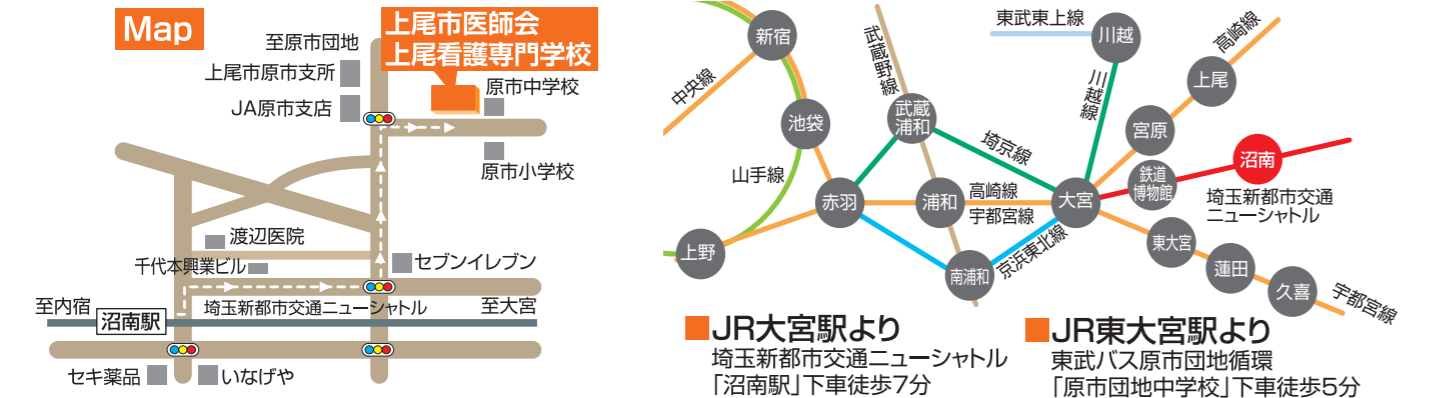 Map
上尾市医師会
上尾看護専門学校
至原市団地
上尾市原市支所
JA原市支店
原市中学校
原市小学校
渡辺医院
千代本興業ビル
セブンイレブン
至内宿
沼南駅
埼玉新都市交通ニューシャトル
至大宮
セキ薬品
いなげや
新宿
中央線
池袋
山手線
上野
赤羽
武蔵野線
武蔵
浦和
埼京線
浦和
高崎線
宇都宮線
南浦和
京浜東北線
東武東上線
川越
川越線
大宮
高崎線
上尾
宮原
鉄道
博物館
沼南
埼玉新都市交通
ニューシャトル
東大宮
蓮田
久喜
宇都宮線
■JR大宮駅より
埼玉新都市交通ニューシャトル
「沼南駅」下車徒歩7分
■JR東大宮駅より
東武バス原市団地循環
「原市団地中学校」下車徒歩5分